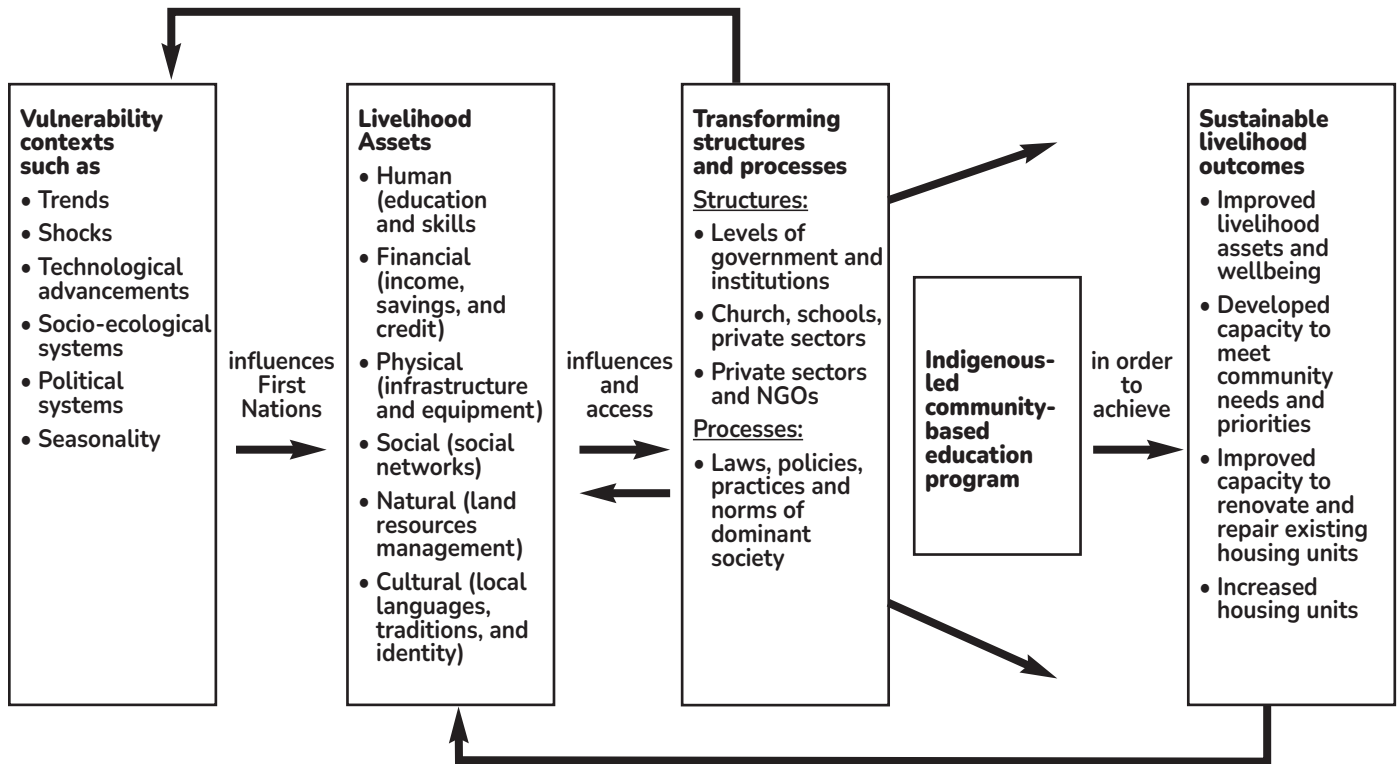 Vulnerability
contexts
such as
• Trends
• Shocks
• Technological
advancements
• Socio-ecological
systems
• Political
systems
• Seasonality
influences
First
Nations
Livelihood
Assets
• Human
(education
and skills
• Financial
(income,
savings, and
credit)
• Physical
(infrastructure
and equipment)
• Social (social
networks)
• Natural (land
resources
management)
• Cultural (local
languages,
traditions, and
identity)
influences
and
access
Transforming
structures
and processes
Structures:
• Levels of
government and
institutions
• Church, schools,
private sectors
• Private sectors
and NGOs
Processes:
• Laws, policies,
practices and
norms of
dominant
society
Indigenous-
led
community-
based
education
program
in order
to
achieve
Sustainable
livelihood
outcomes
• Improved
livelihood
assets and
wellbeing
• Developed
capacity to
meet
community
needs and
priorities
• Improved
capacity to
renovate and
repair existing
housing units
• Increased
housing units